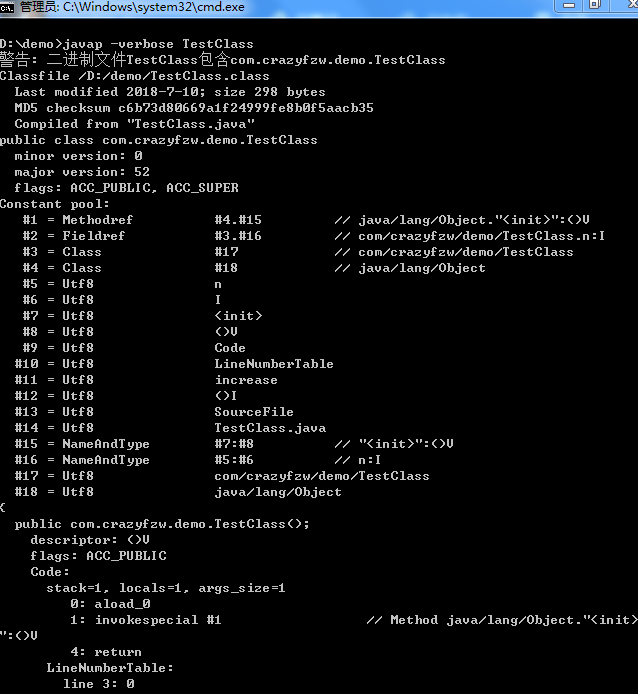 管理员: C:\Windows\system32\cmd.exe
D:\demo>javap -verbose TestClass
警告: 二进制文件TestClass包含com.crazyfzw.demo.TestClass
Classfile /D:/demo/TestClass.class
  Last modified 2018-7-10; size 298 bytes
  MD5 checksum c6b73d80669a1f24999fe8b0f5aacb35
  Compiled from "TestClass.java"
public class com.crazyfzw.demo.TestClass
  minor version: 0
  major version: 52
  flags: ACC_PUBLIC, ACC_SUPER
Constant pool:
   #1 = Methodref          #4.#15         // java/lang/Object."<init>":()V
   #2 = Fieldref           #3.#16         // com/crazyfzw/demo/TestClass.n:I
   #3 = Class              #17            // com/crazyfzw/demo/TestClass
   #4 = Class              #18            // java/lang/Object
   #5 = Utf8               n
   #6 = Utf8               I
   #7 = Utf8               <init>
   #8 = Utf8               ()V
   #9 = Utf8               Code
  #10 = Utf8               LineNumberTable
  #11 = Utf8               increase
  #12 = Utf8               ()I
  #13 = Utf8               SourceFile
  #14 = Utf8               TestClass.java
  #15 = NameAndType        #7:#8          // "<init>":()V
  #16 = NameAndType        #5:#6          // n:I
  #17 = Utf8               com/crazyfzw/demo/TestClass
  #18 = Utf8               java/lang/Object
{
  public com.crazyfzw.demo.TestClass();
    descriptor: ()V
    flags: ACC_PUBLIC
    Code:
      stack=1, locals=1, args_size=1
         0: aload_0
         1: invokespecial #1                  // Method java/lang/Object."<init>
":()V
         4: return
      LineNumberTable:
        line 3: 0